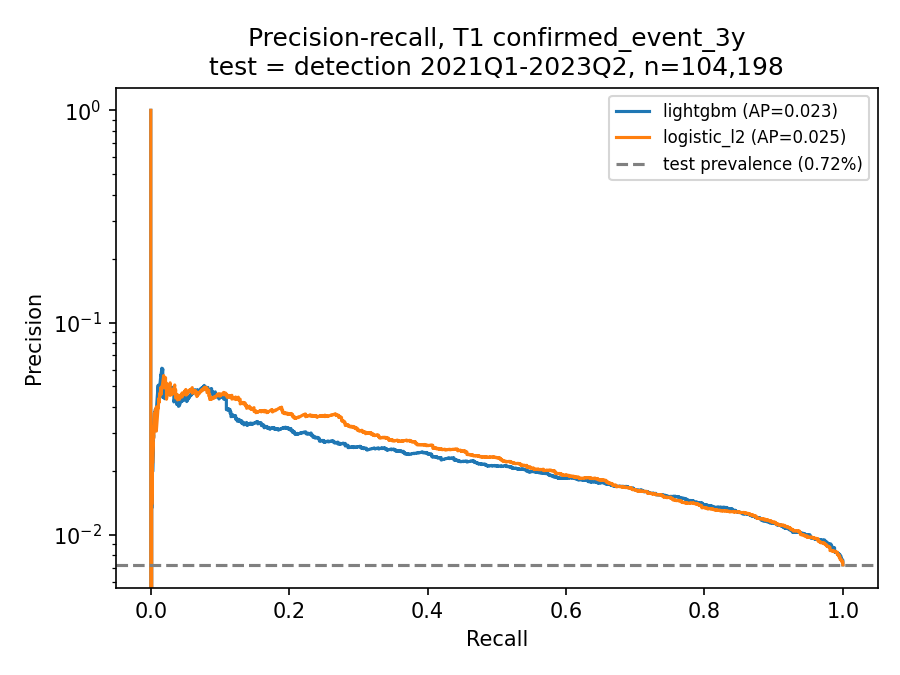 Precision-recall, T1 confirmed_event_3y
test = detection 2021Q1-2023Q2, n=104,198
lightgbm (AP=0.023)
logistic_l2 (AP=0.025)
test prevalence (0.72%)
Precision
10⁰
10⁻¹
10⁻²
0.0 0.2 0.4 0.6 0.8 1.0
Recall